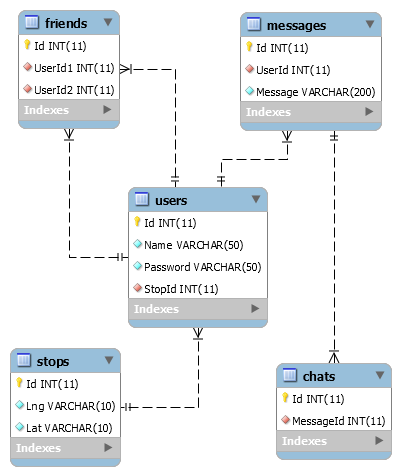 friends
Id INT(11)
UserId1 INT(11)
UserId2 INT(11)
Indexes
messages
Id INT(11)
UserId INT(11)
Message VARCHAR(200)
Indexes
users
Id INT(11)
Name VARCHAR(50)
Password VARCHAR(50)
StopId INT(11)
Indexes
stops
Id INT(11)
Lng VARCHAR(10)
Lat VARCHAR(10)
Indexes
chats
Id INT(11)
MessageId INT(11)
Indexes